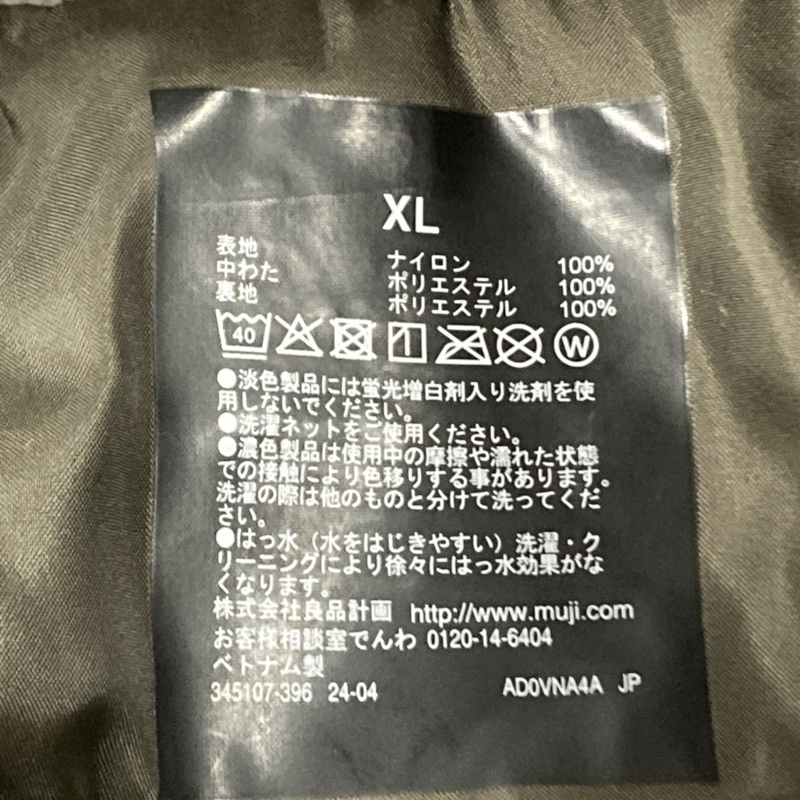 XL
表地 ナイロン 100%
中わた ポリエステル 100%
裏地 ポリエステル 100%
40 W
●淡色製品には蛍光増白剤入り洗剤を使
用しないでください。
●洗濯ネットをご使用ください。
●濃色製品は使用中の摩擦や濡れた状態
での接触により色移りする事があります。
洗濯の際は他のものと分けて洗ってくだ
さい。
●はっ水（水をはじきやすい）洗濯・ク
リーニングにより徐々にはっ水効果がな
くなります。
株式会社良品計画 http://www.muji.com
お客様相談室でんわ 0120-14-6404
ベトナム製
345107-396 24-04 AD0VNA4A JP